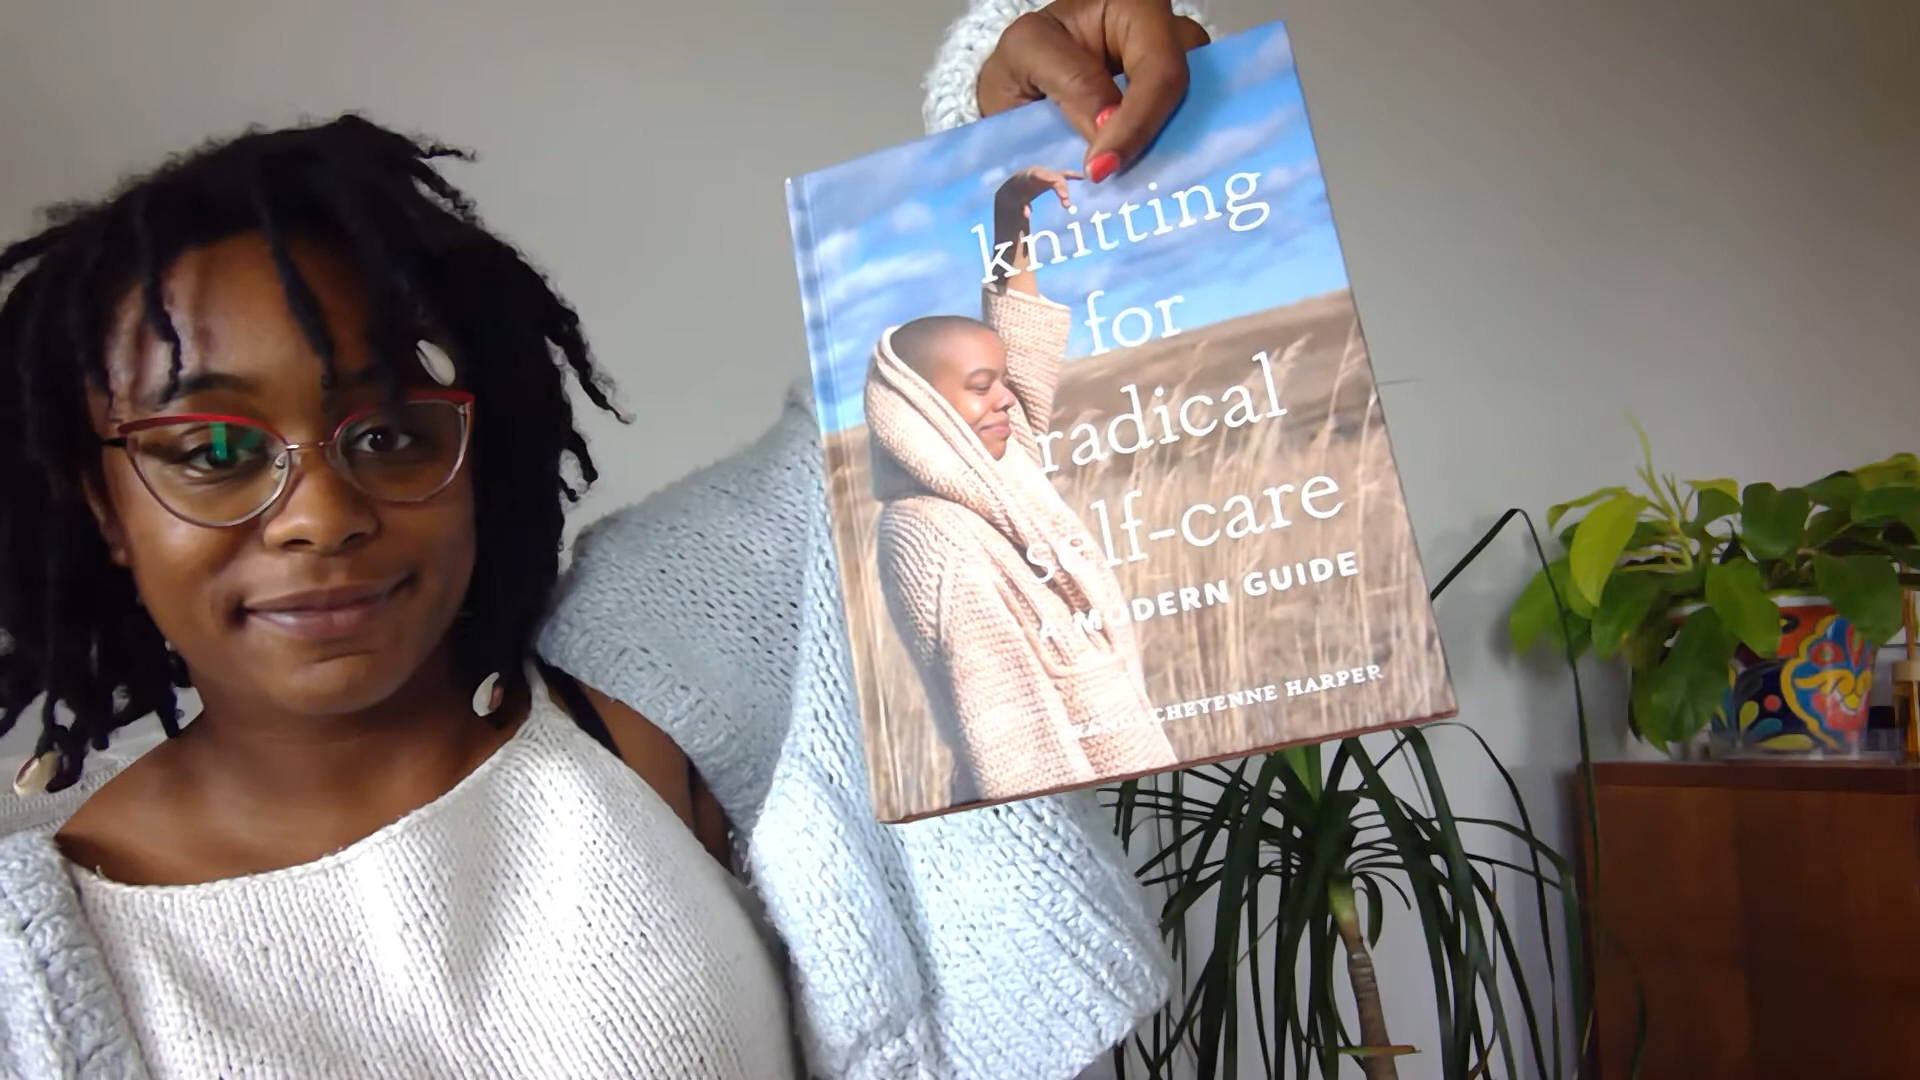 knitting
for
radical
self-care
A MODERN GUIDE
CHEYENNE HARPER